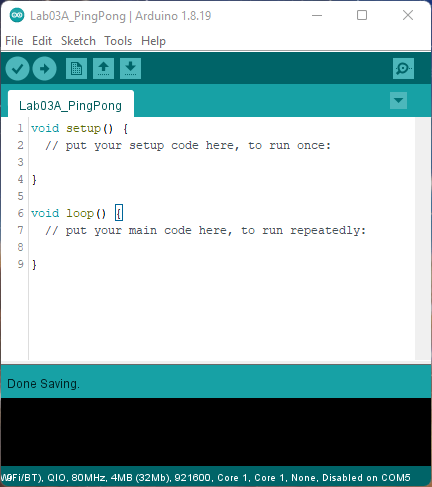 Lab03A_PingPong | Arduino 1.8.19
File Edit Sketch Tools Help
Lab03A_PingPong
1 void setup() {
2 // put your setup code here, to run once:
3
4 }
5
6 void loop() {
7 // put your main code here, to run repeatedly:
8
9 }
Done Saving.
Fi/BT), QIO, 80MHz, 4MB (32Mb), 921600, Core 1, Core 1, None, Disabled on COM5